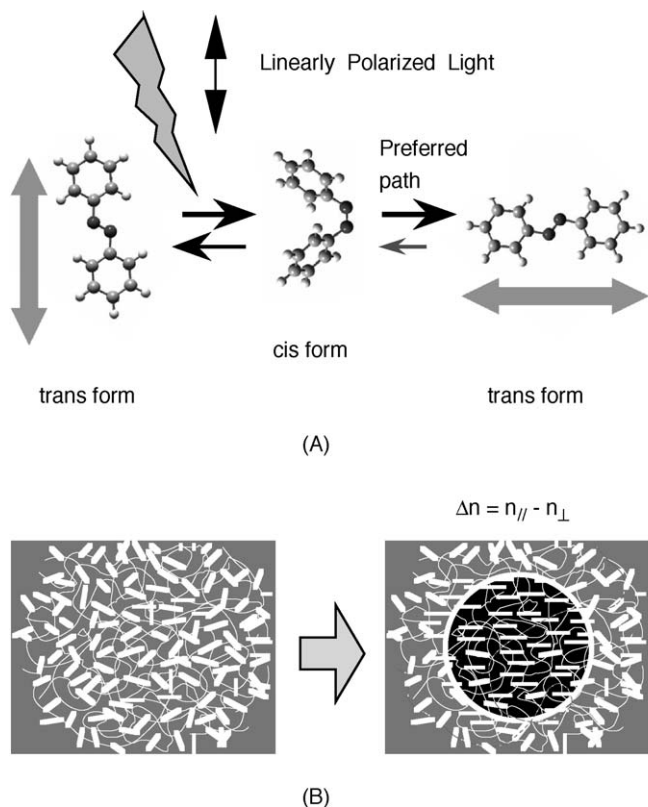 Linearly Polarized Light
Preferred
path
cis form
trans form
trans form
(A)
Δn = n// - n⊥
(B)